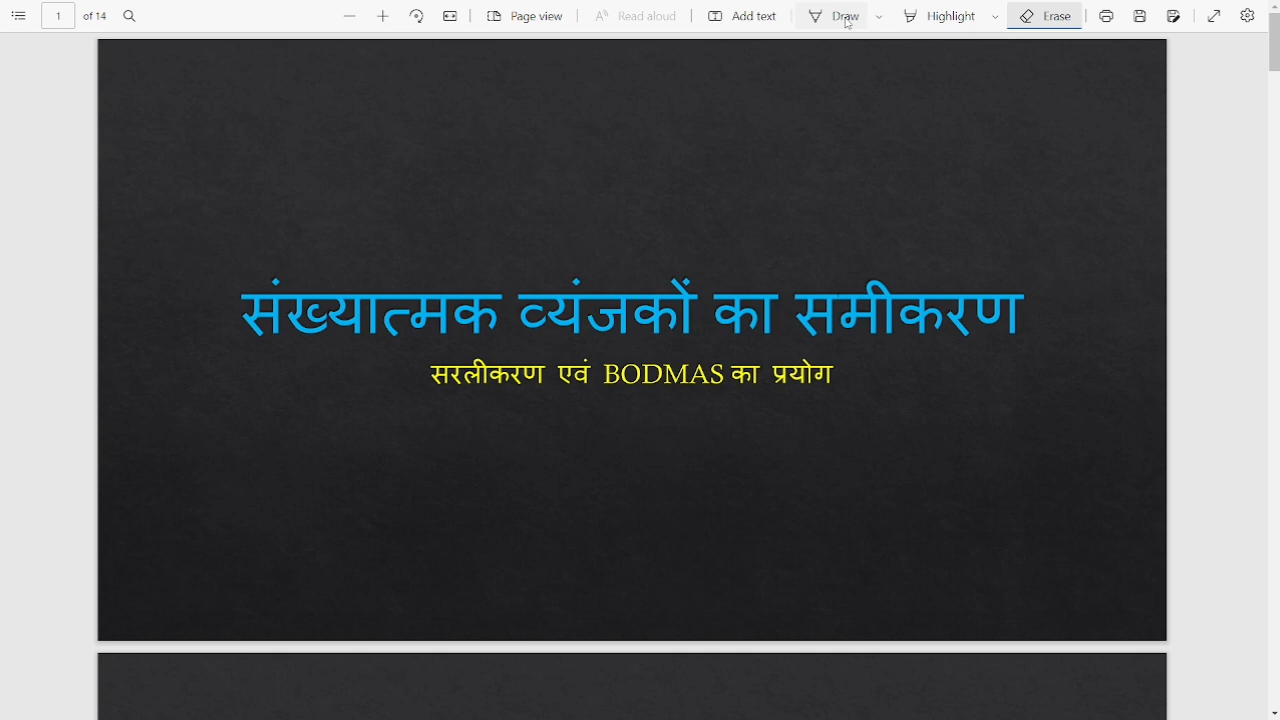 1 of 14 Page view Read aloud Add text Draw Highlight Erase
संख्यात्मक व्यंजकों का समीकरण
सरलीकरण एवं BODMAS का प्रयोग